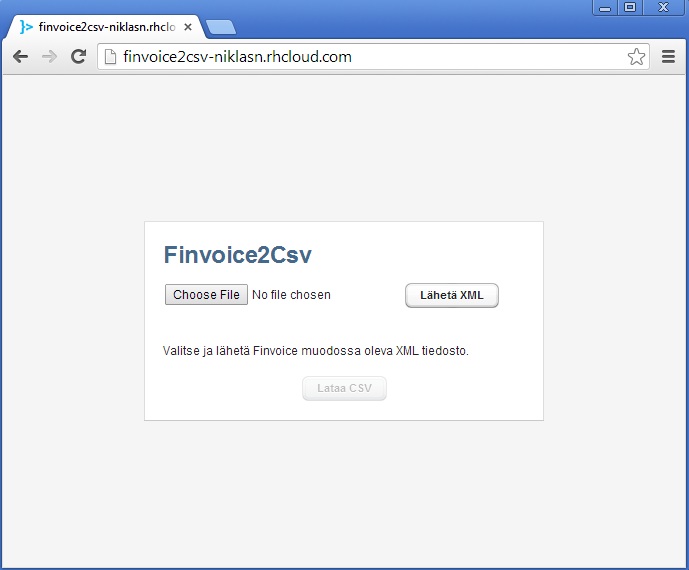 }> finvoice2csv-niklasn.rhclo
finvoice2csv-niklasn.rhcloud.com
Finvoice2Csv
Choose File No file chosen Lähetä XML
Valitse ja lähetä Finvoice muodossa oleva XML tiedosto.
Lataa CSV